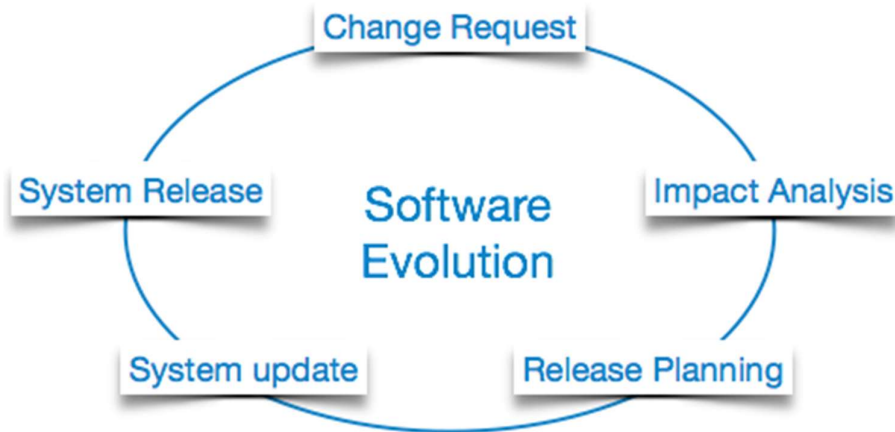 Change Request
System Release
Software
Evolution
Impact Analysis
System update
Release Planning